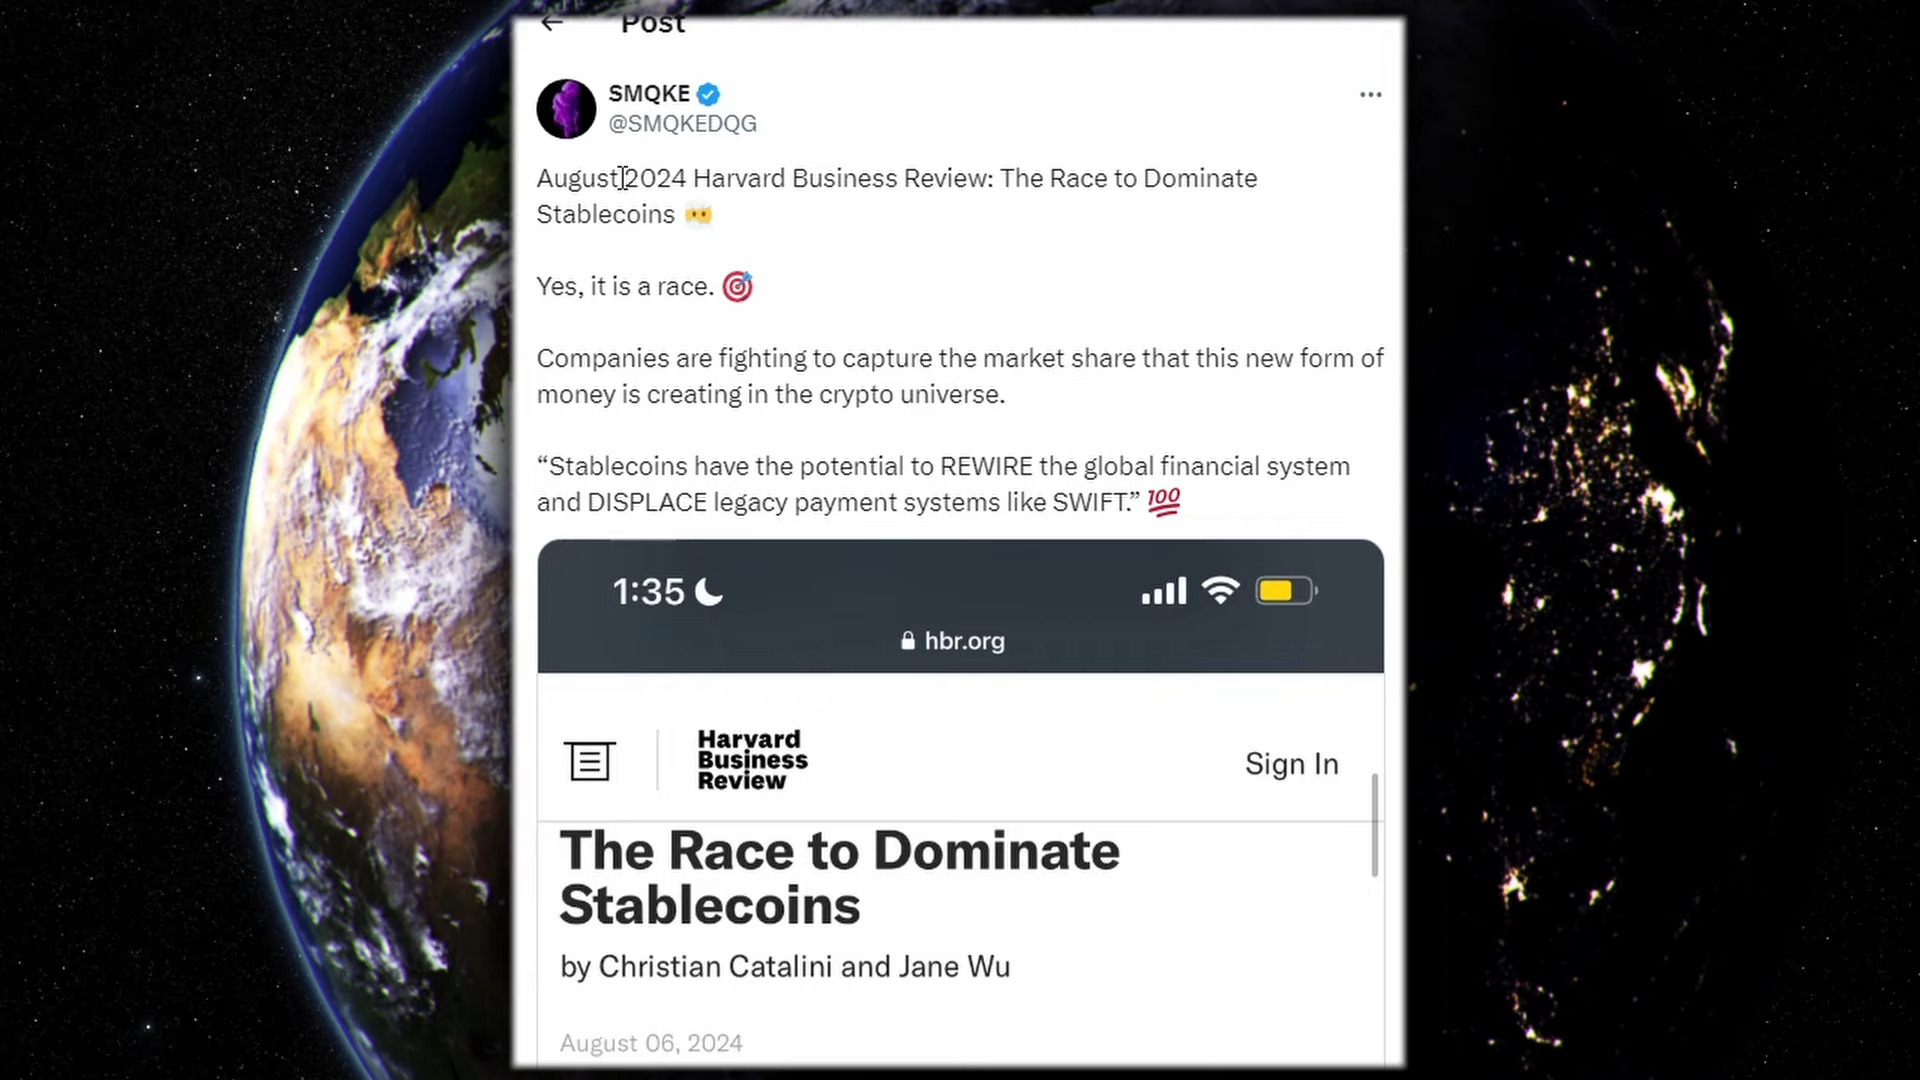 Post
SMQKE
@SMQKEDQG
August 2024 Harvard Business Review: The Race to Dominate
Stablecoins
Yes, it is a race. 🎯
Companies are fighting to capture the market share that this new form of
money is creating in the crypto universe.
“Stablecoins have the potential to REWIRE the global financial system
and DISPLACE legacy payment systems like SWIFT.” 💯
1:35
hbr.org
Harvard
Business
Review
Sign In
The Race to Dominate
Stablecoins
by Christian Catalini and Jane Wu
August 06, 2024